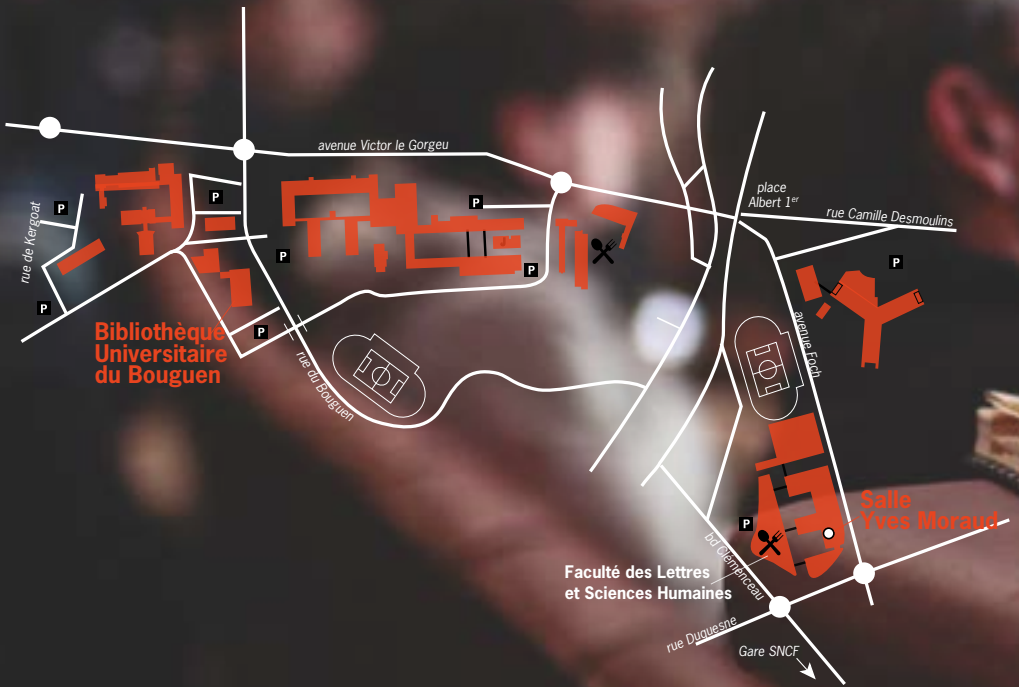 avenue Victor le Gorgeu
place
Albert 1er
rue Camille Desmoulins
rue de Kergoat
P
P
P
P
P
P
P
P
Bibliothèque
Universitaire
du Bouguen
rue du Bouguen
avenue Foch
Salle
Yves Moraud
P
bd Clémenceau
Faculté des Lettres
et Sciences Humaines
rue Duquesne
Gare SNCF